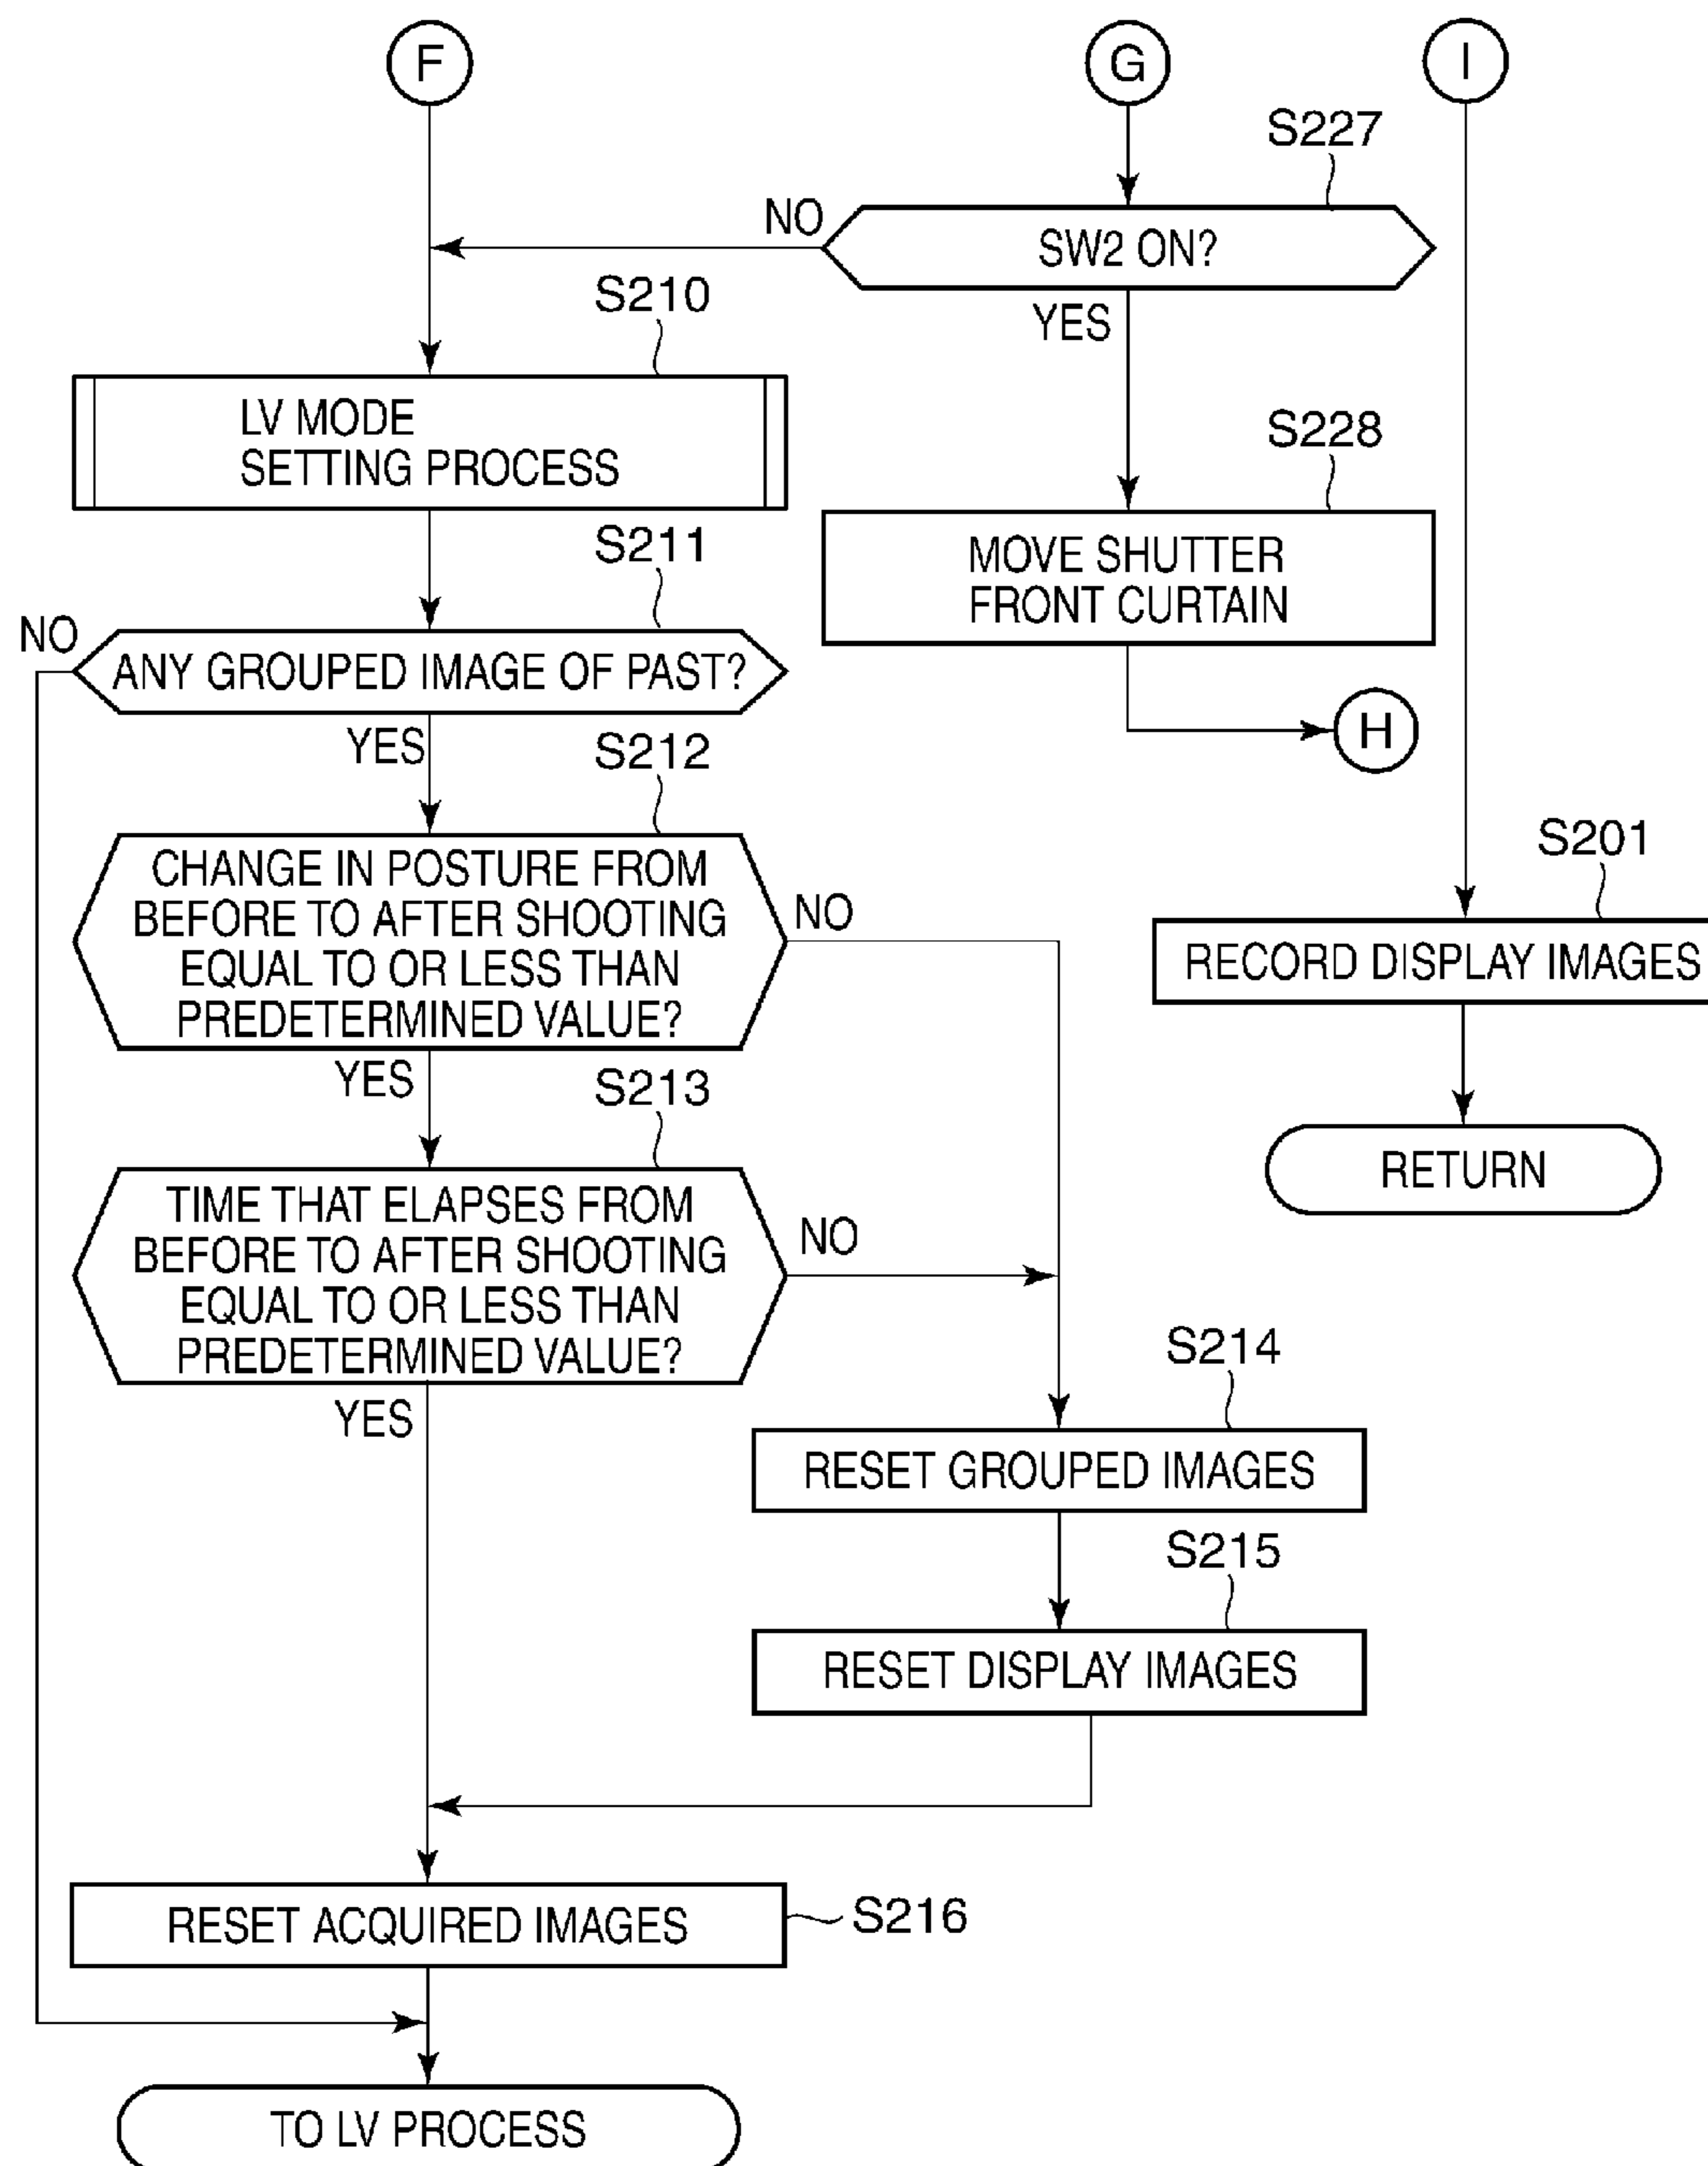 F
G
I
S227
NO
SW2 ON?
YES
S210
LV MODE
SETTING PROCESS
S228
MOVE SHUTTER
FRONT CURTAIN
H
S211
NO
ANY GROUPED IMAGE OF PAST?
YES
S212
CHANGE IN POSTURE FROM
BEFORE TO AFTER SHOOTING
EQUAL TO OR LESS THAN
PREDETERMINED VALUE?
NO
YES
S201
RECORD DISPLAY IMAGES
RETURN
S213
TIME THAT ELAPSES FROM
BEFORE TO AFTER SHOOTING
EQUAL TO OR LESS THAN
PREDETERMINED VALUE?
NO
YES
S214
RESET GROUPED IMAGES
S215
RESET DISPLAY IMAGES
RESET ACQUIRED IMAGES
S216
TO LV PROCESS